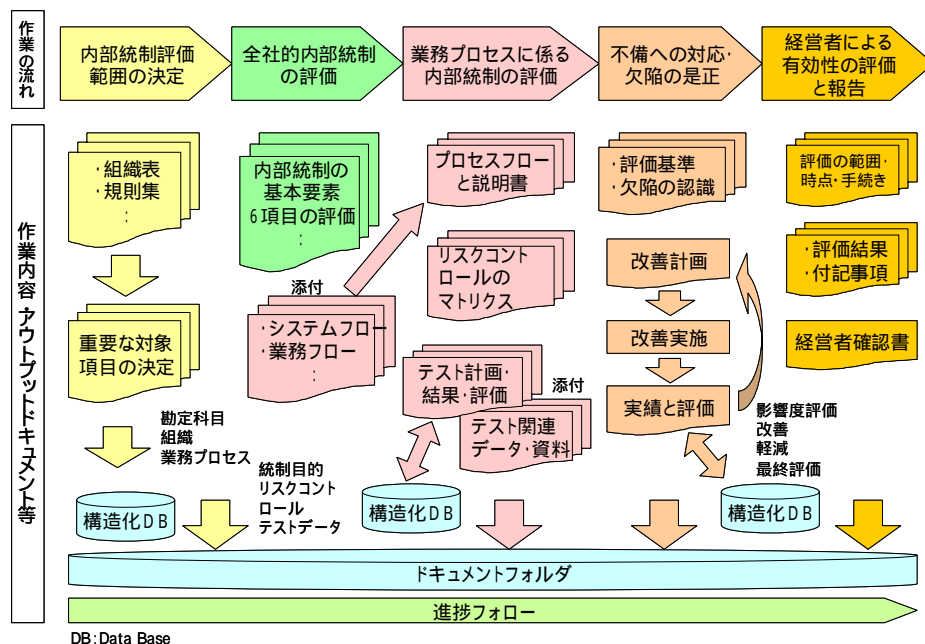 作業の流れ
内部統制評価
範囲の決定
全社的内部統制
の評価
業務プロセスに係る
内部統制の評価
不備への対応・
欠陥の是正
経営者による
有効性の評価
と報告
作業内容・アウトプットドキュメント等
・組織表
・規則集
:
重要な対象
項目の決定
勘定科目
組織
業務プロセス
構造化DB
内部統制の
基本要素
6項目の評価
:
添付
・システムフロー
・業務フロー
:
統制目的
リスクコント
ロール
テストデータ
プロセスフロー
と説明書
リスクコント
ロールの
マトリクス
テスト計画・
結果・評価
添付
テスト関連
データ・資料
構造化DB
・評価基準
・欠陥の認識
改善計画
改善実施
実績と評価
影響度評価
改善
軽減
最終評価
構造化DB
評価の範囲・
時点・手続き
・評価結果
・付記事項
経営者確認書
ドキュメントフォルダ
進捗フォロー
DB:Data Base